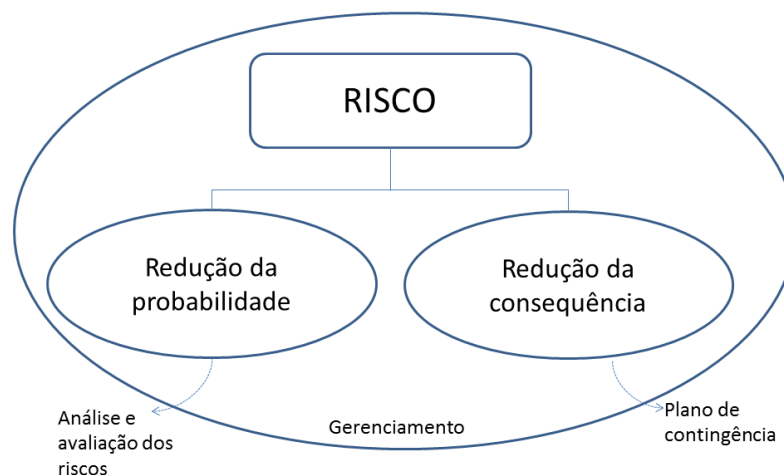 RISCO
Redução da
probabilidade
Redução da
consequência
Análise e
avaliação dos
riscos
Gerenciamento
Plano de
contingência